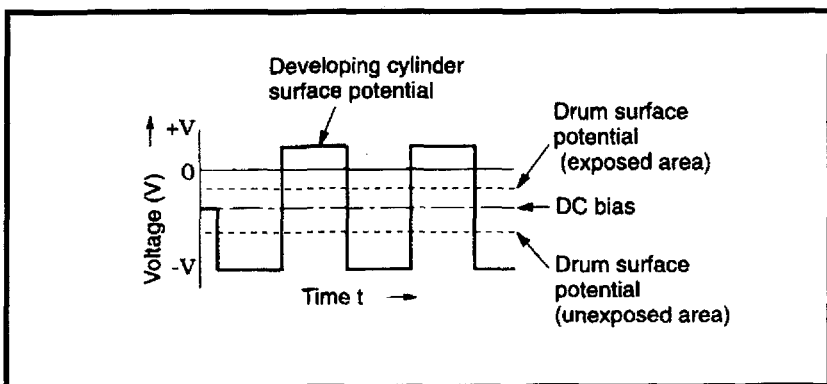 Developing cylinder
surface potential
Drum surface
potential
(exposed area)
+V
0
DC bias
Voltage (V)
-V
Drum surface
potential
(unexposed area)
Time t